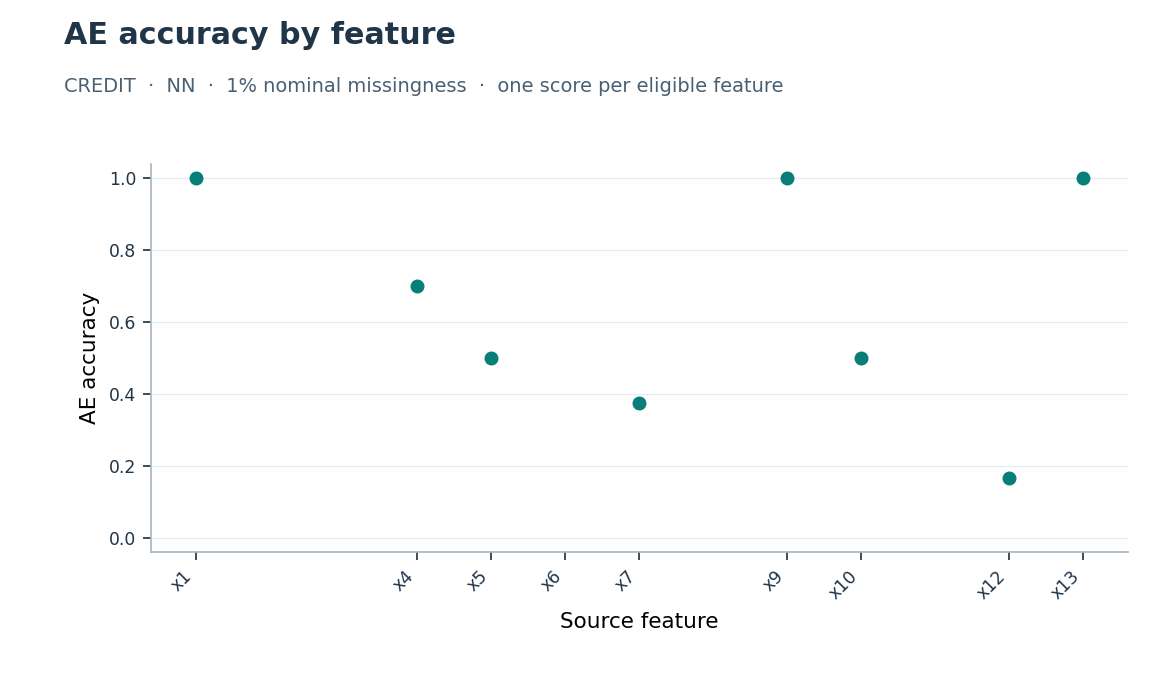 AE accuracy by feature
CREDIT · NN · 1% nominal missingness · one score per eligible feature
AE accuracy
1.0
0.8
0.6
0.4
0.2
0.0
x1 x4 x5 x6 x7 x9 x10 x12 x13
Source feature